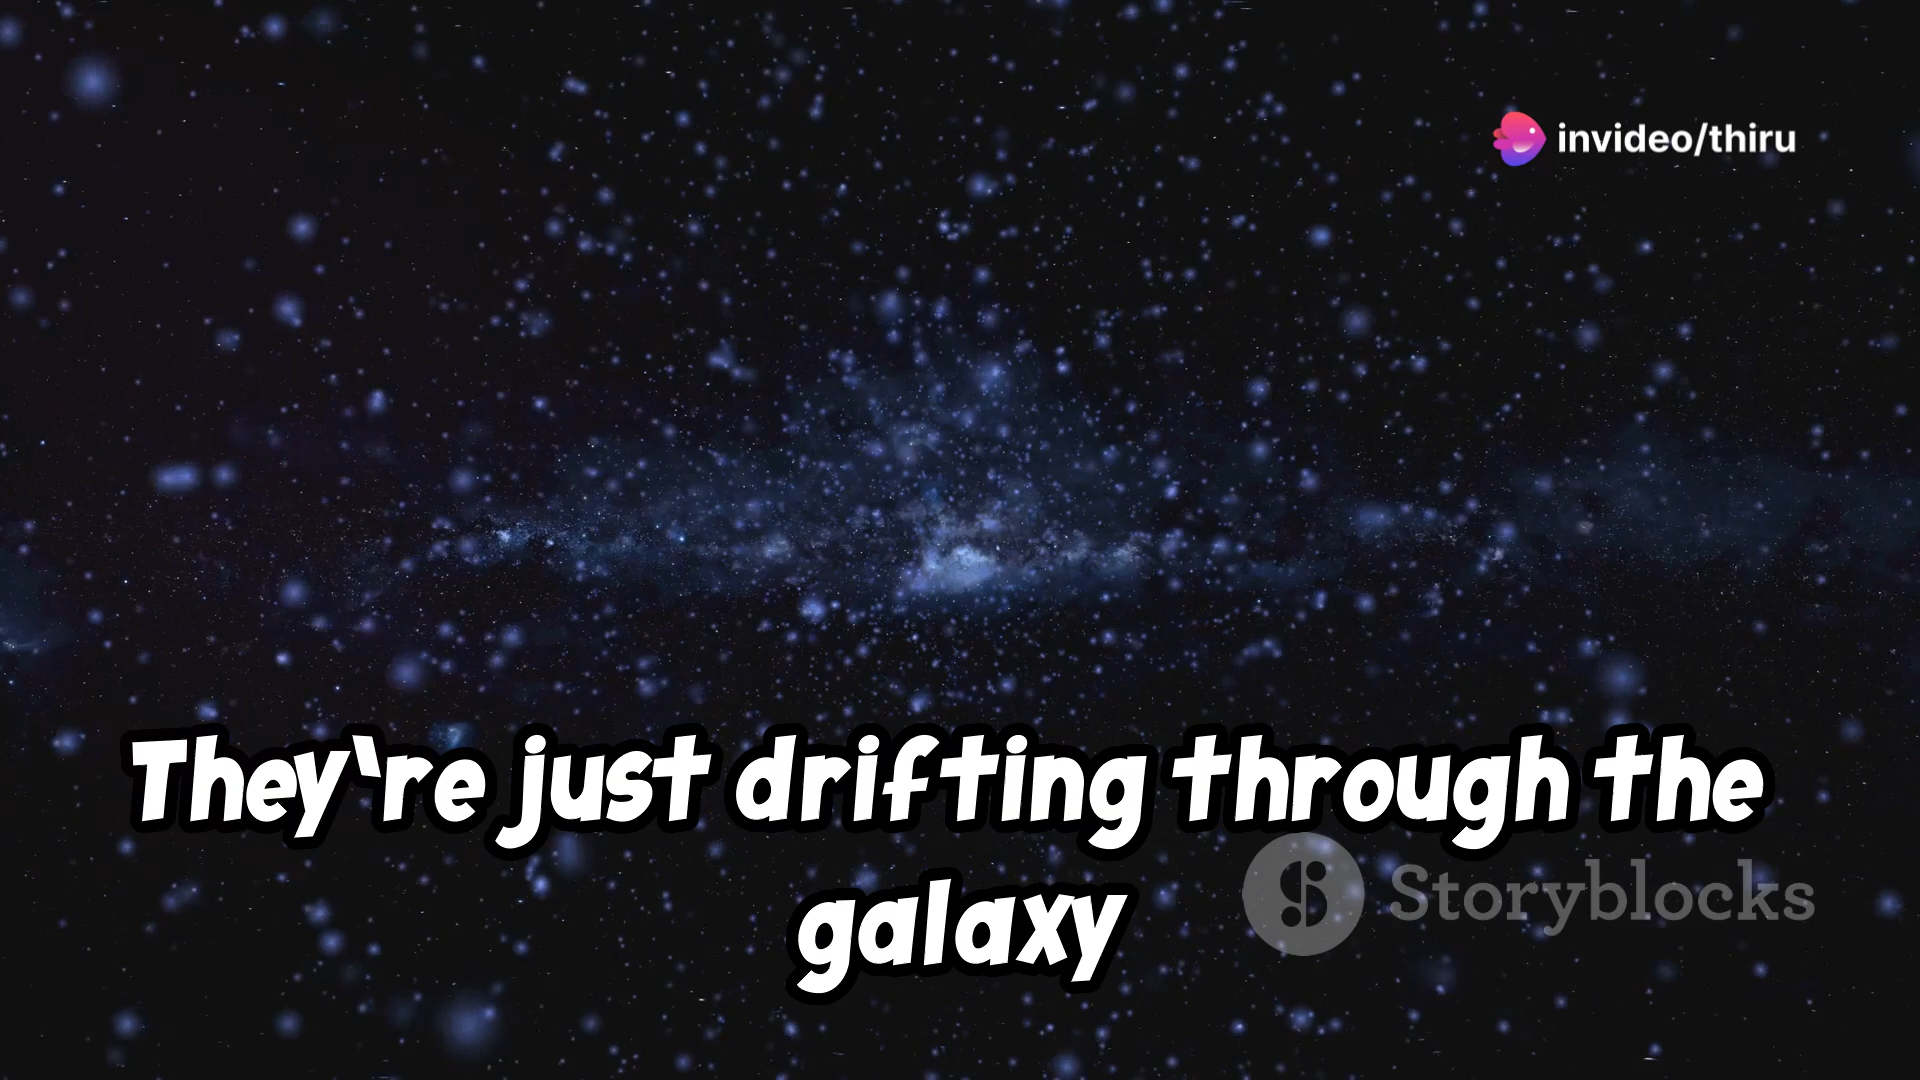 invideo/thiru
They're just drifting through the
galaxy
Storyblocks